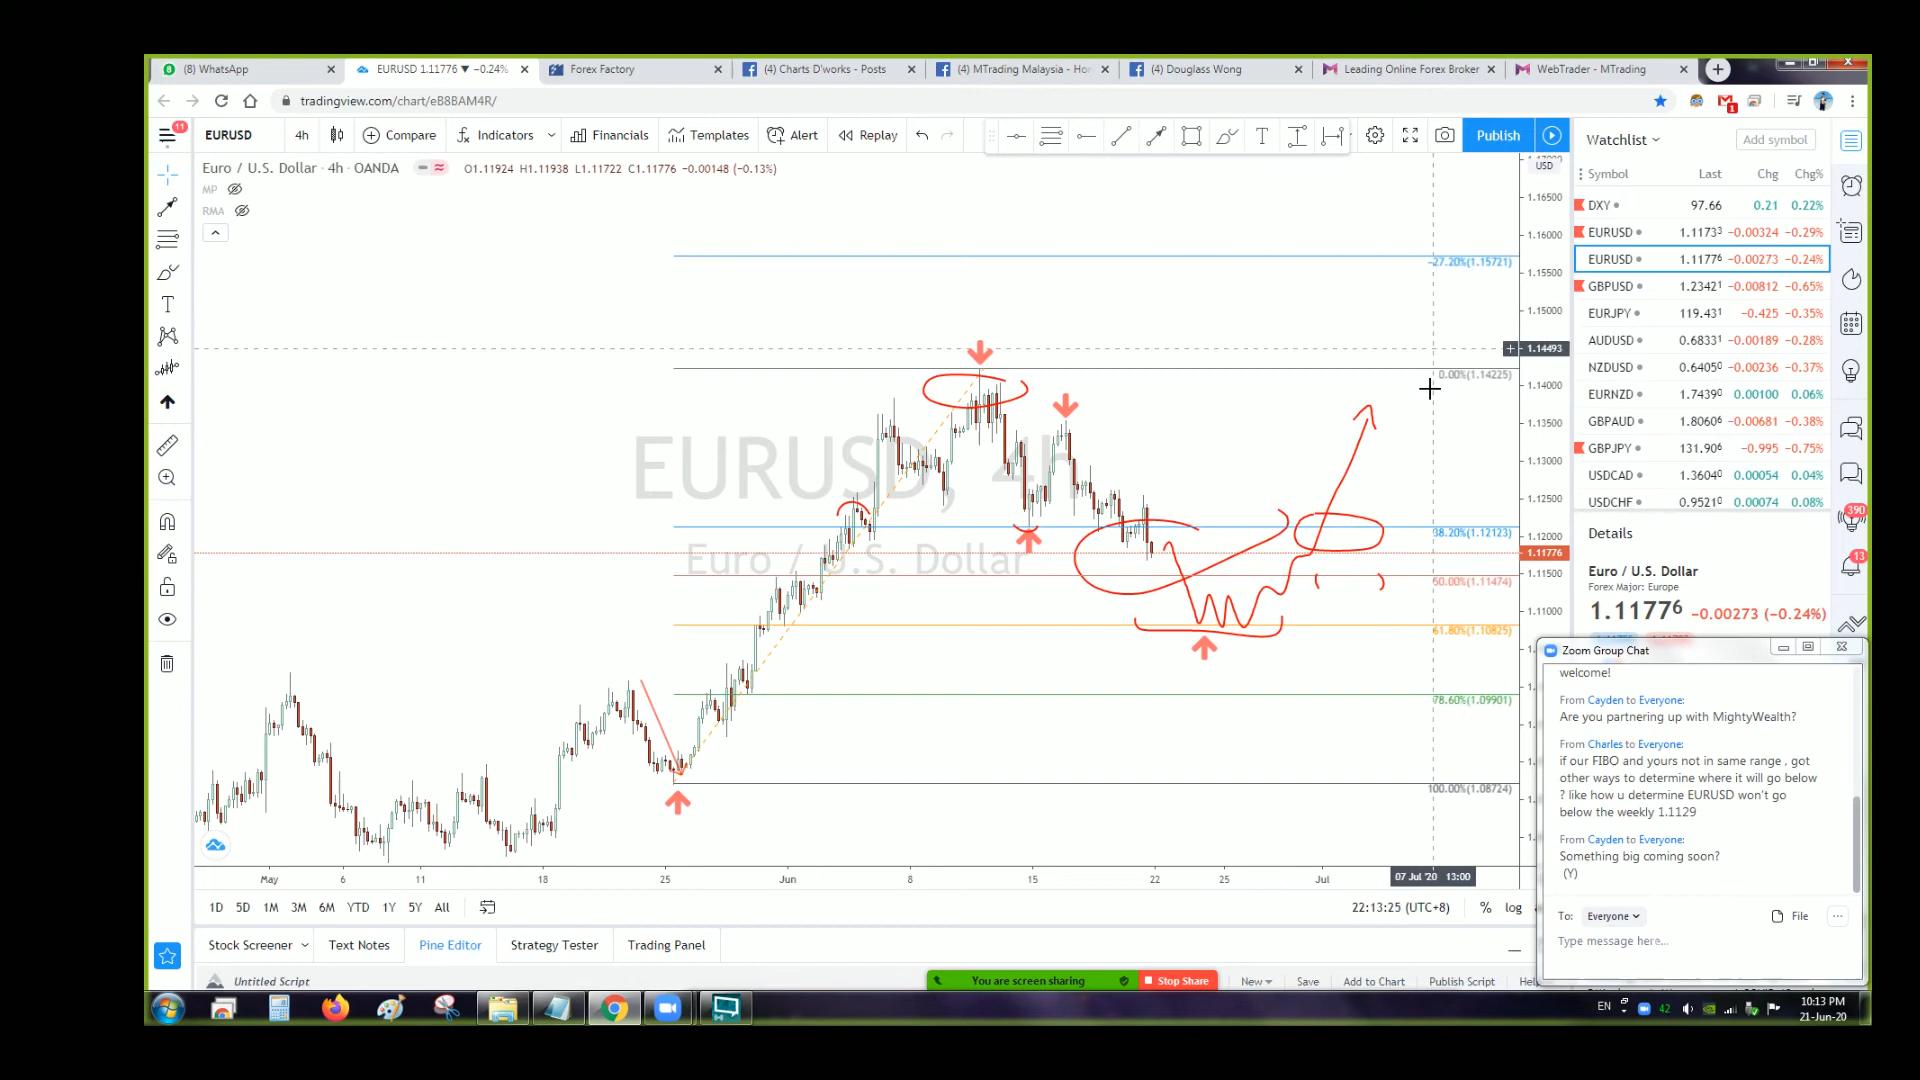 (8) WhatsApp
EURUSD 1.11776 ▼ −0.24%
Forex Factory
(4) Charts D'works - Posts
(4) MTrading Malaysia - Hor
(4) Douglass Wong
Leading Online Forex Broker
WebTrader - MTrading
tradingview.com/chart/eB8BAM4R/
11
EURUSD
4h
Compare
Indicators
Financials
Templates
Alert
Replay
Publish
Watchlist
Add symbol
Euro / U.S. Dollar · 4h · OANDA
O1.11924 H1.11938 L1.11722 C1.11776 −0.00148 (−0.13%)
MP
RMA
USD
1.16500
1.16000
1.15500
1.15000
1.14493
1.14000
1.13500
1.13000
1.12500
1.12000
1.11776
1.11500
1.11000
-27.20%(1.15721)
0.00%(1.14225)
38.20%(1.12123)
50.00%(1.11474)
61.80%(1.10825)
78.60%(1.09901)
100.00%(1.08724)
EURUSD, 4h
Euro / U.S. Dollar
May
6
11
18
25
Jun
8
15
22
25
Jul
07 Jul '20 13:00
1D 5D 1M 3M 6M YTD 1Y 5Y All
22:13:25 (UTC+8)
% log
Stock Screener
Text Notes
Pine Editor
Strategy Tester
Trading Panel
Untitled Script
You are screen sharing
Stop Share
New
Save
Add to Chart
Publish Script
Symbol Last Chg Chg%
DXY 97.66 0.21 0.22%
EURUSD 1.11733 −0.00324 −0.29%
EURUSD 1.11776 −0.00273 −0.24%
GBPUSD 1.23421 −0.00812 −0.65%
EURJPY 119.431 −0.425 −0.35%
AUDUSD 0.68331 −0.00189 −0.28%
NZDUSD 0.64050 −0.00236 −0.37%
EURNZD 1.74390 0.00100 0.06%
GBPAUD 1.80606 −0.00681 −0.38%
GBPJPY 131.906 −0.995 −0.75%
USDCAD 1.36040 0.00054 0.04%
USDCHF 0.95210 0.00074 0.08%
390
13
Details
Euro / U.S. Dollar
Forex Major: Europe
1.11776 −0.00273 (−0.24%)
Zoom Group Chat
welcome!
From Cayden to Everyone:
Are you partnering up with MightyWealth?
From Charles to Everyone:
if our FIBO and yours not in same range , got
other ways to determine where it will go below
? like how u determine EURUSD won't go
below the weekly 1.1129
From Cayden to Everyone:
Something big coming soon?
(Y)
To: Everyone
File
Type message here...
EN
42
10:13 PM
21-Jun-20